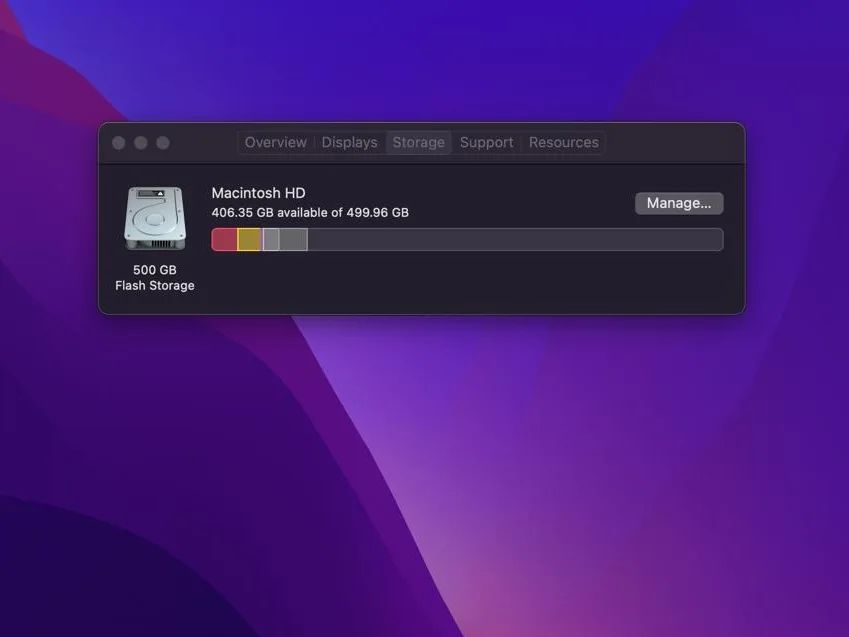 Overview Displays Storage Support Resources
Macintosh HD
406.35 GB available of 499.96 GB
Manage...
500 GB
Flash Storage